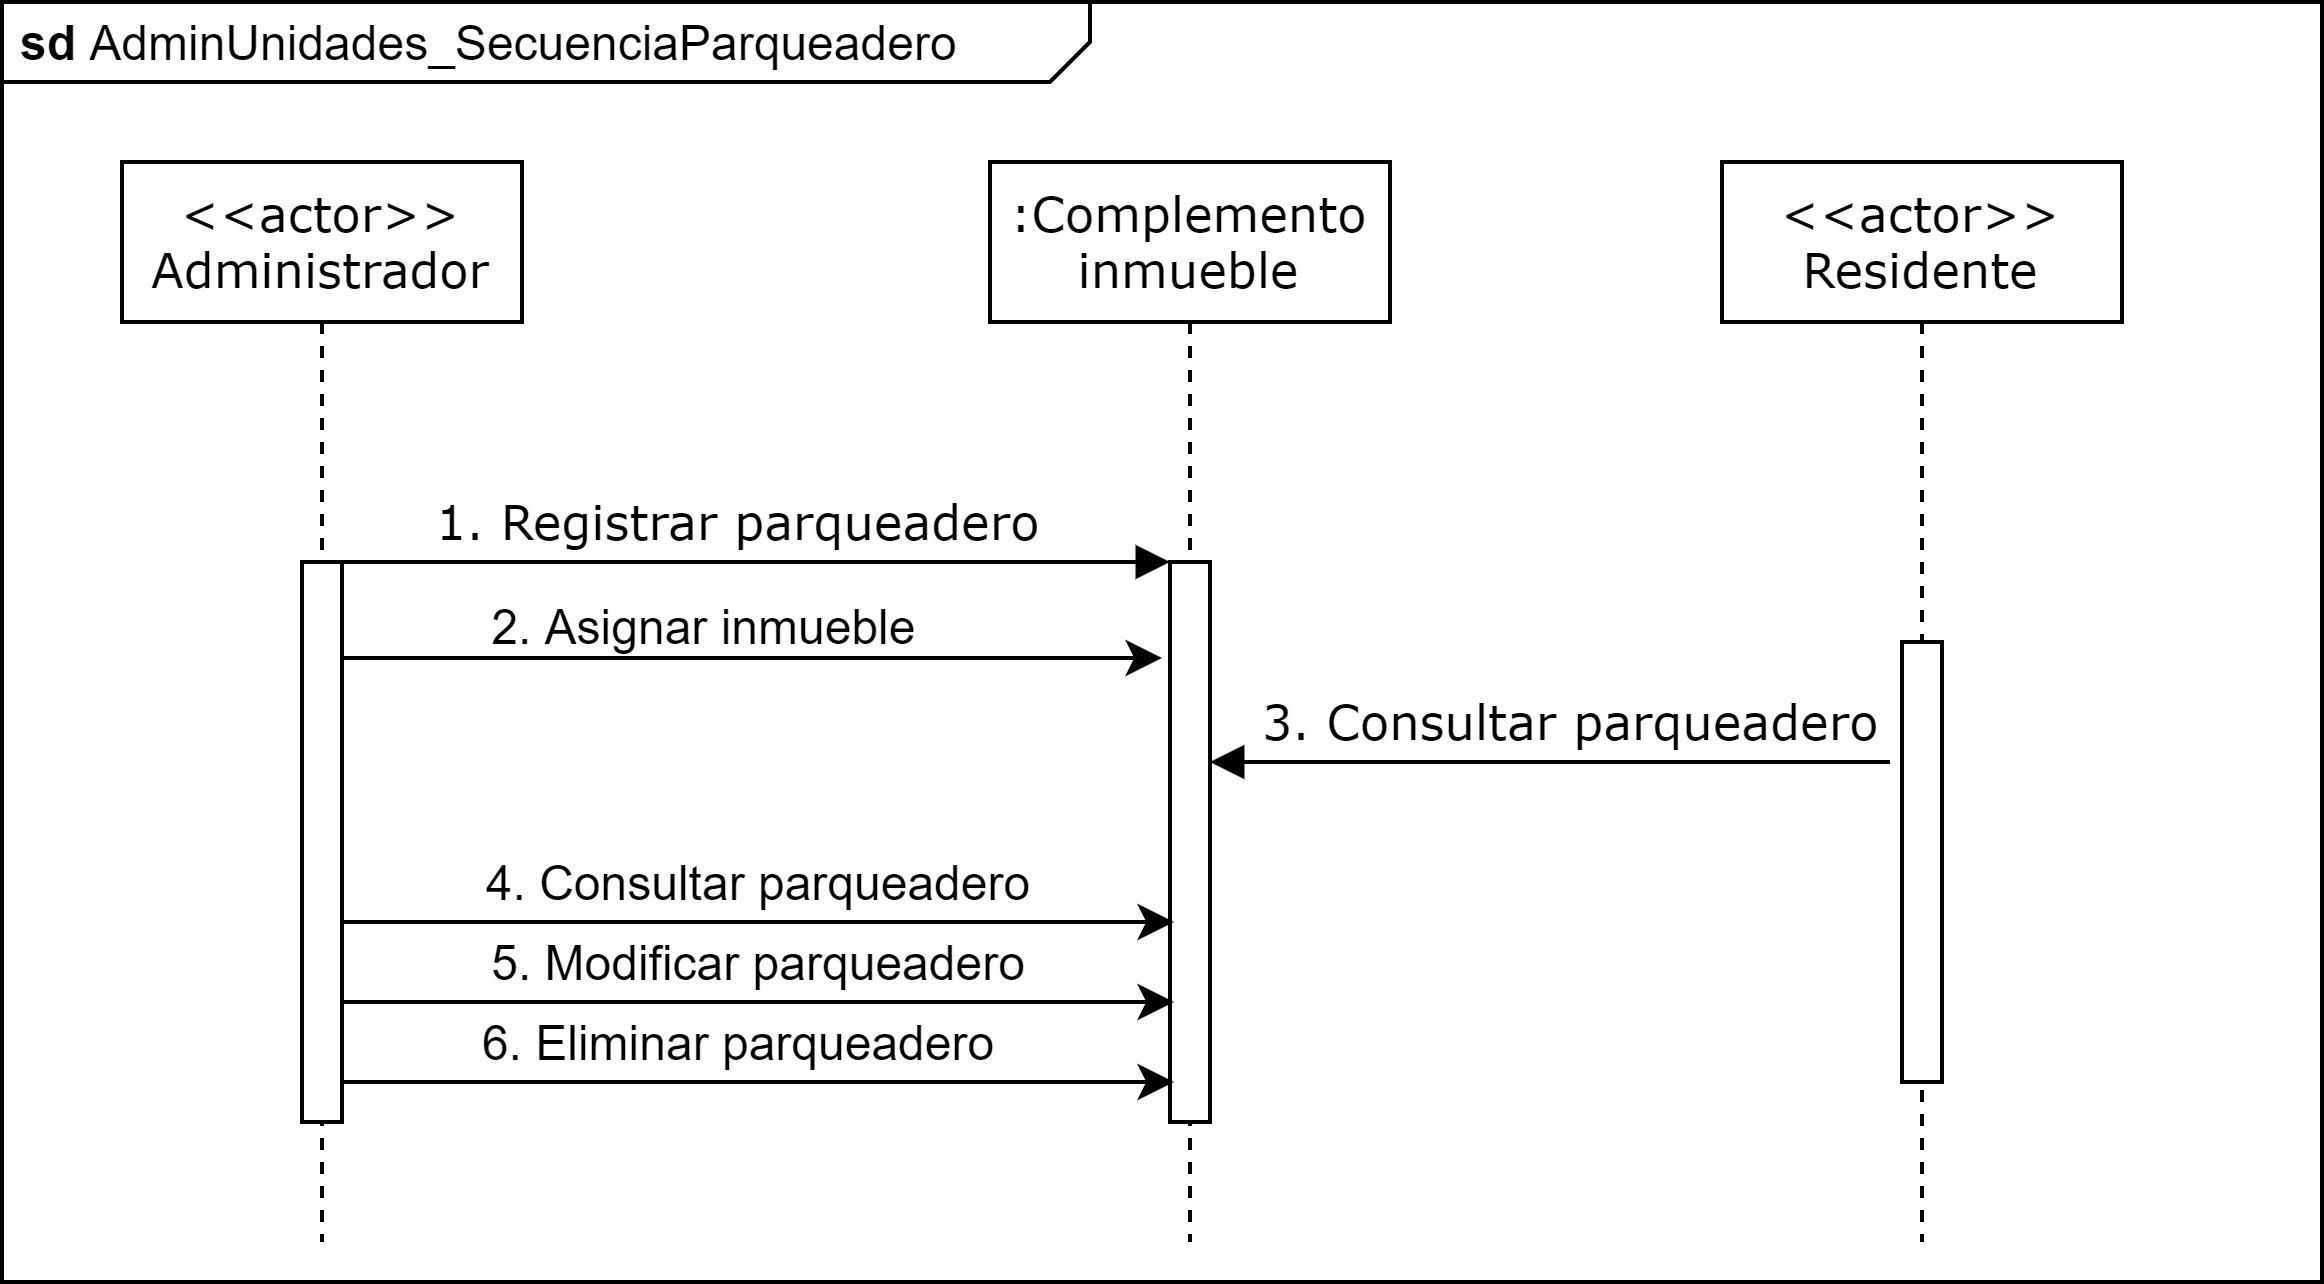 sd AdminUnidades_SecuenciaParqueadero
<<actor>>
Administrador
:Complemento
inmueble
<<actor>>
Residente
1. Registrar parqueadero
2. Asignar inmueble
3. Consultar parqueadero
4. Consultar parqueadero
5. Modificar parqueadero
6. Eliminar parqueadero